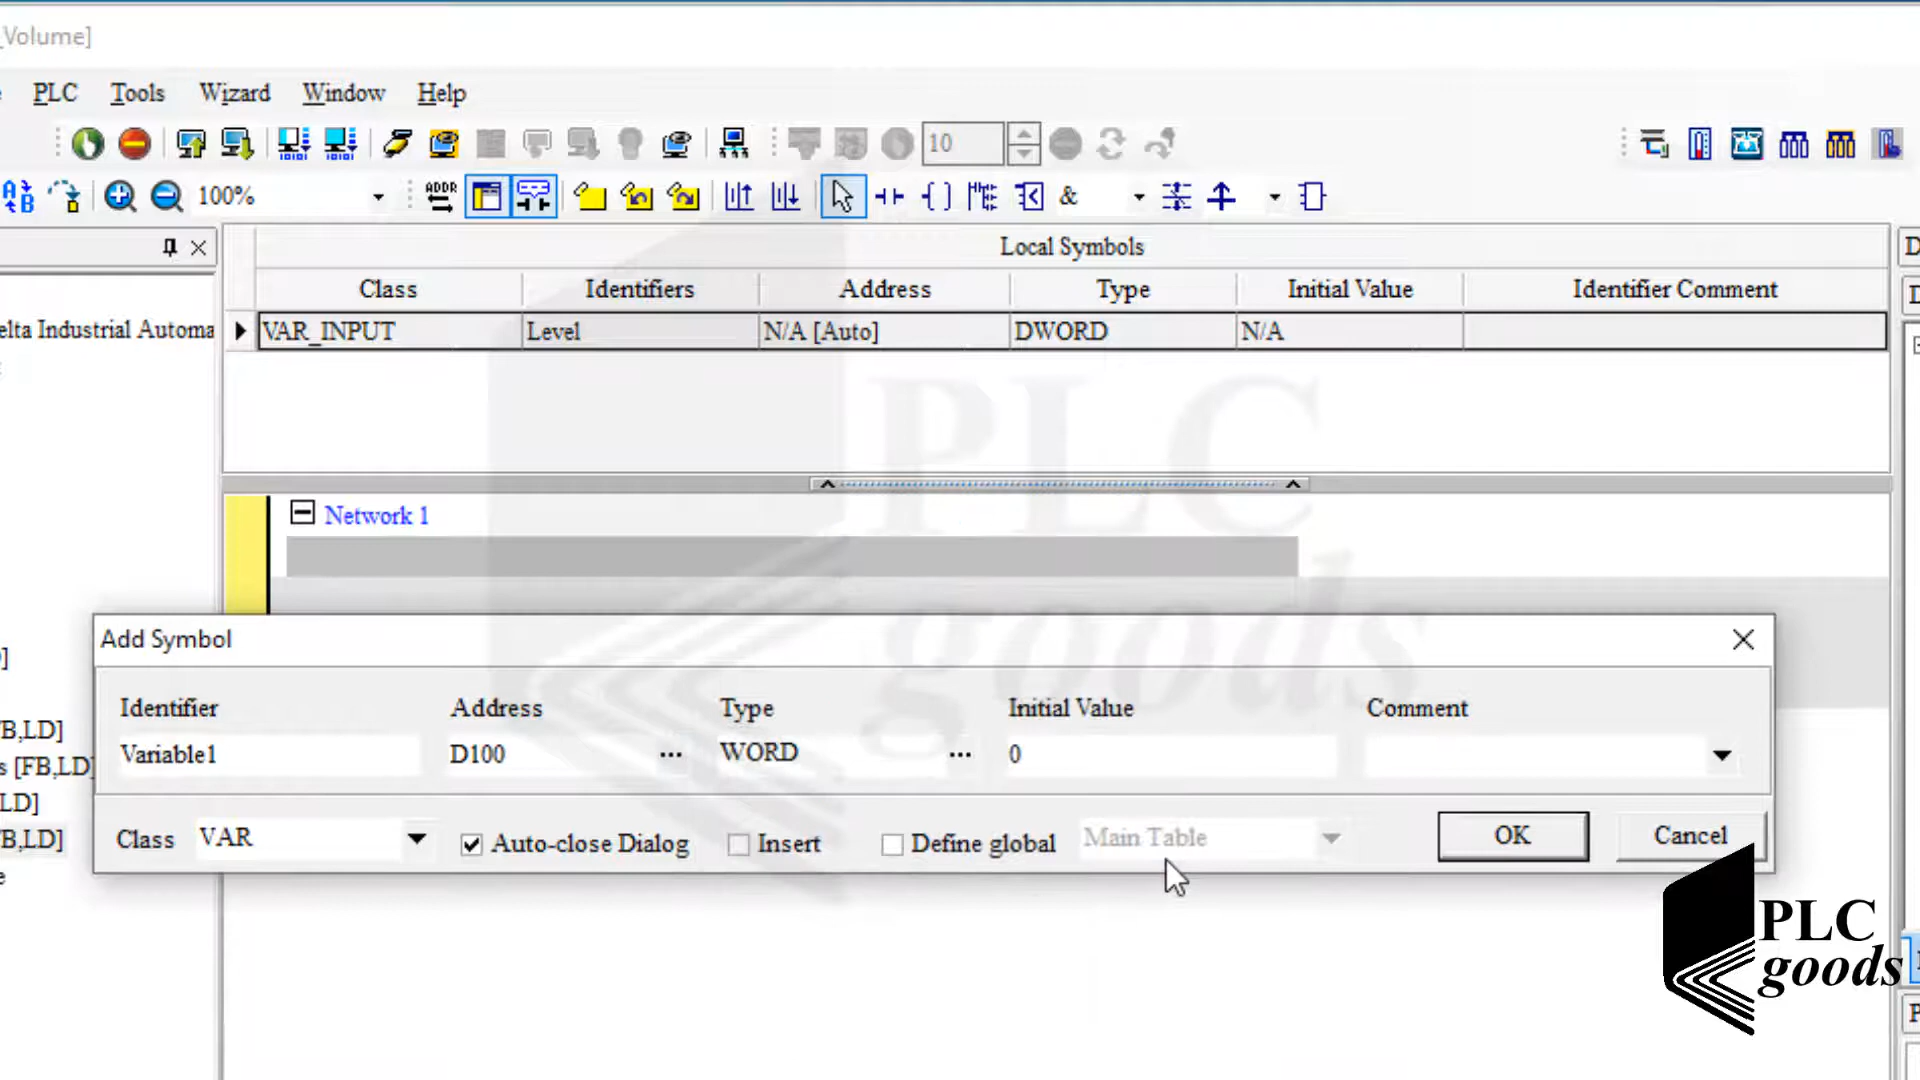 _Volume]
PLC Tools Wizard Window Help
10
100% ADDR &
Local Symbols
Class Identifiers Address Type Initial Value Identifier Comment
VAR_INPUT Level N/A [Auto] DWORD N/A
elta Industrial Automa
Network 1
PLC
goods
Add Symbol
Identifier Address Type Initial Value Comment
Variable1 D100 ... WORD ... 0
Class VAR Auto-close Dialog Insert Define global Main Table OK Cancel
B,LD]
s [FB,LD]
LD]
B,LD]
PLC
goods